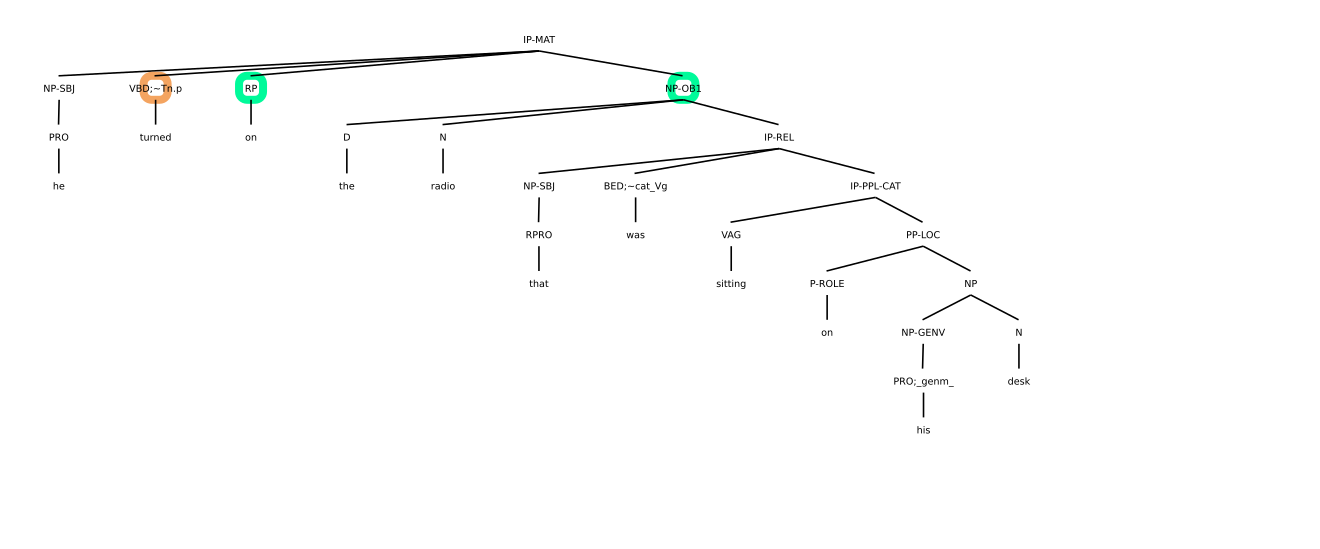 IP-MAT
NP-SBJ VBD;~Tn.p RP NP-OB1
PRO turned on D N IP-REL
he the radio NP-SBJ BED;~cat_Vg IP-PPL-CAT
RPRO was VAG PP-LOC
that sitting P-ROLE NP
on NP-GENV N
PRO;_genm_ desk
his